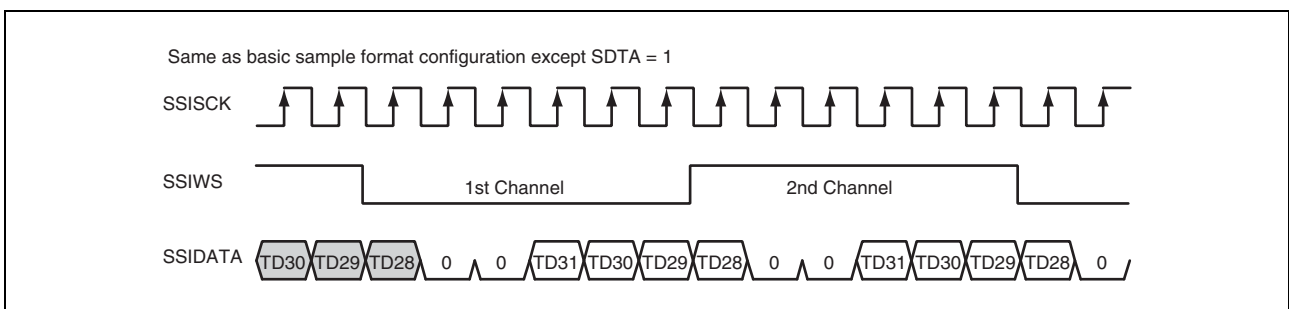 Same as basic sample format configuration except SDTA = 1
SSISCK
SSIWS 1st Channel 2nd Channel
SSIDATA TD30 TD29 TD28 0 0 TD31 TD30 TD29 TD28 0 0 TD31 TD30 TD29 TD28 0